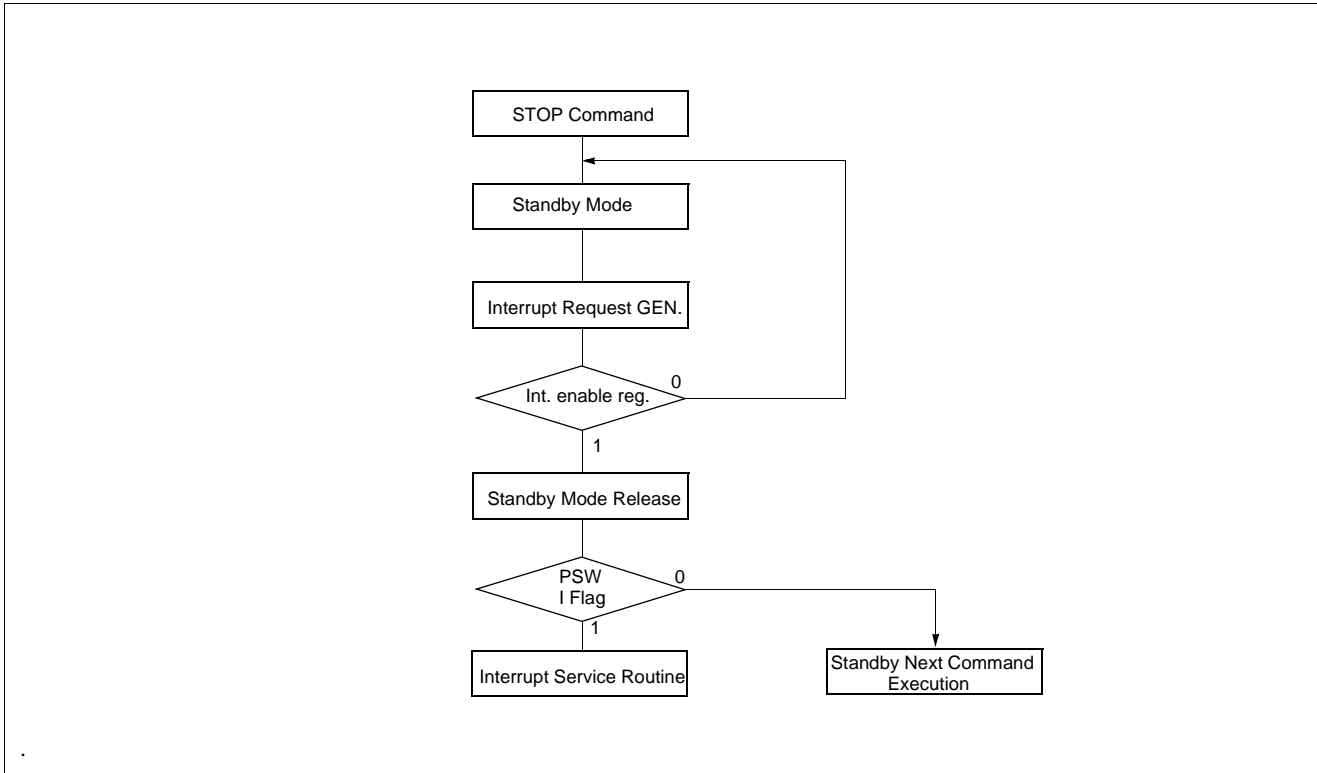 STOP Command
Standby Mode
Interrupt Request GEN.
Int. enable reg.
0
1
Standby Mode Release
PSW
I Flag
0
1
Interrupt Service Routine
Standby Next Command
Execution
.